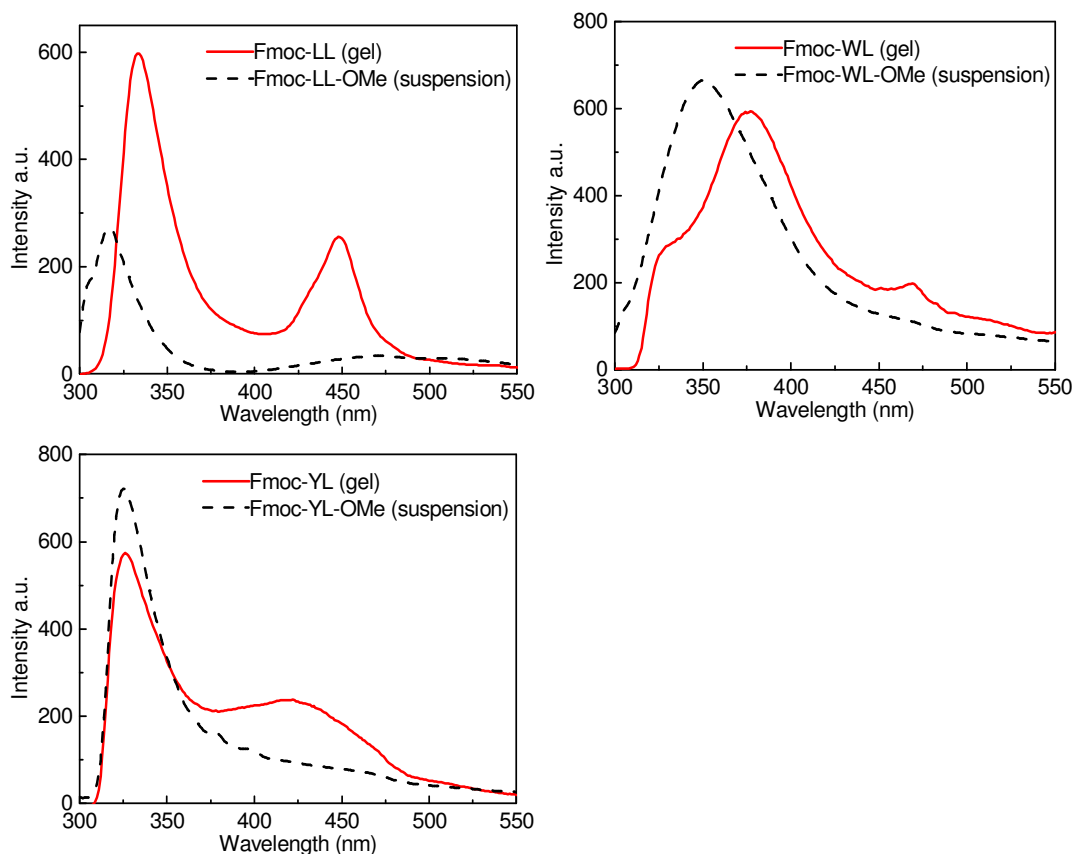 Fmoc-LL (gel)
Fmoc-LL-OMe (suspension)
Intensity a.u.
600
400
200
0
300 350 400 450 500 550
Wavelength (nm)
Fmoc-WL (gel)
Fmoc-WL-OMe (suspension)
Intensity a.u.
800
600
400
200
0
300 350 400 450 500 550
Wavelength (nm)
Fmoc-YL (gel)
Fmoc-YL-OMe (suspension)
Intensity a.u.
800
600
400
200
0
300 350 400 450 500 550
Wavelength (nm)